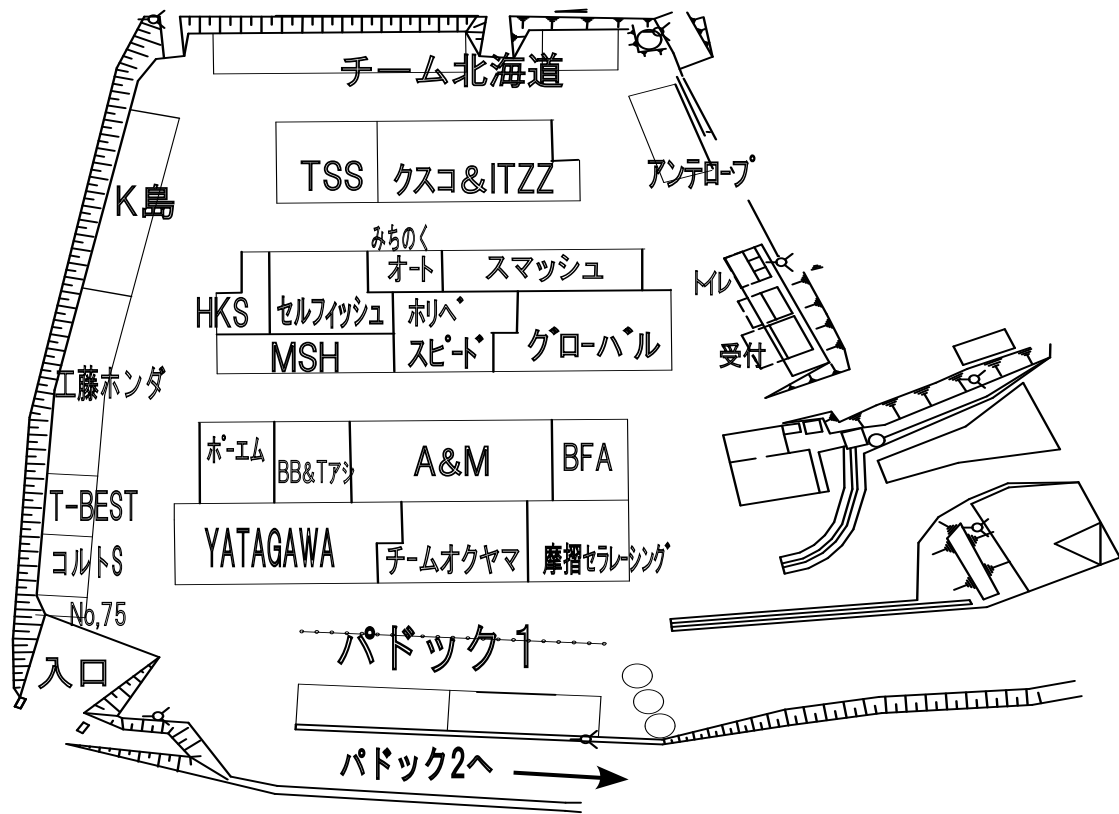 チーム北海道
TSS
クスコ&ITZZ
アンテロープ
K島
みちのく
オート
スマッシュ
トイレ
HKS
セルフィッシュ
ホリベ
スピード
グローバル
MSH
受付
工藤ホンダ
ポーエム
BB&Tアシ
A&M
BFA
T-BEST
YATAGAWA
チームオクヤマ
摩摺セラレーシング
コルトS
No,75
パドック1
入口
パドック2へ